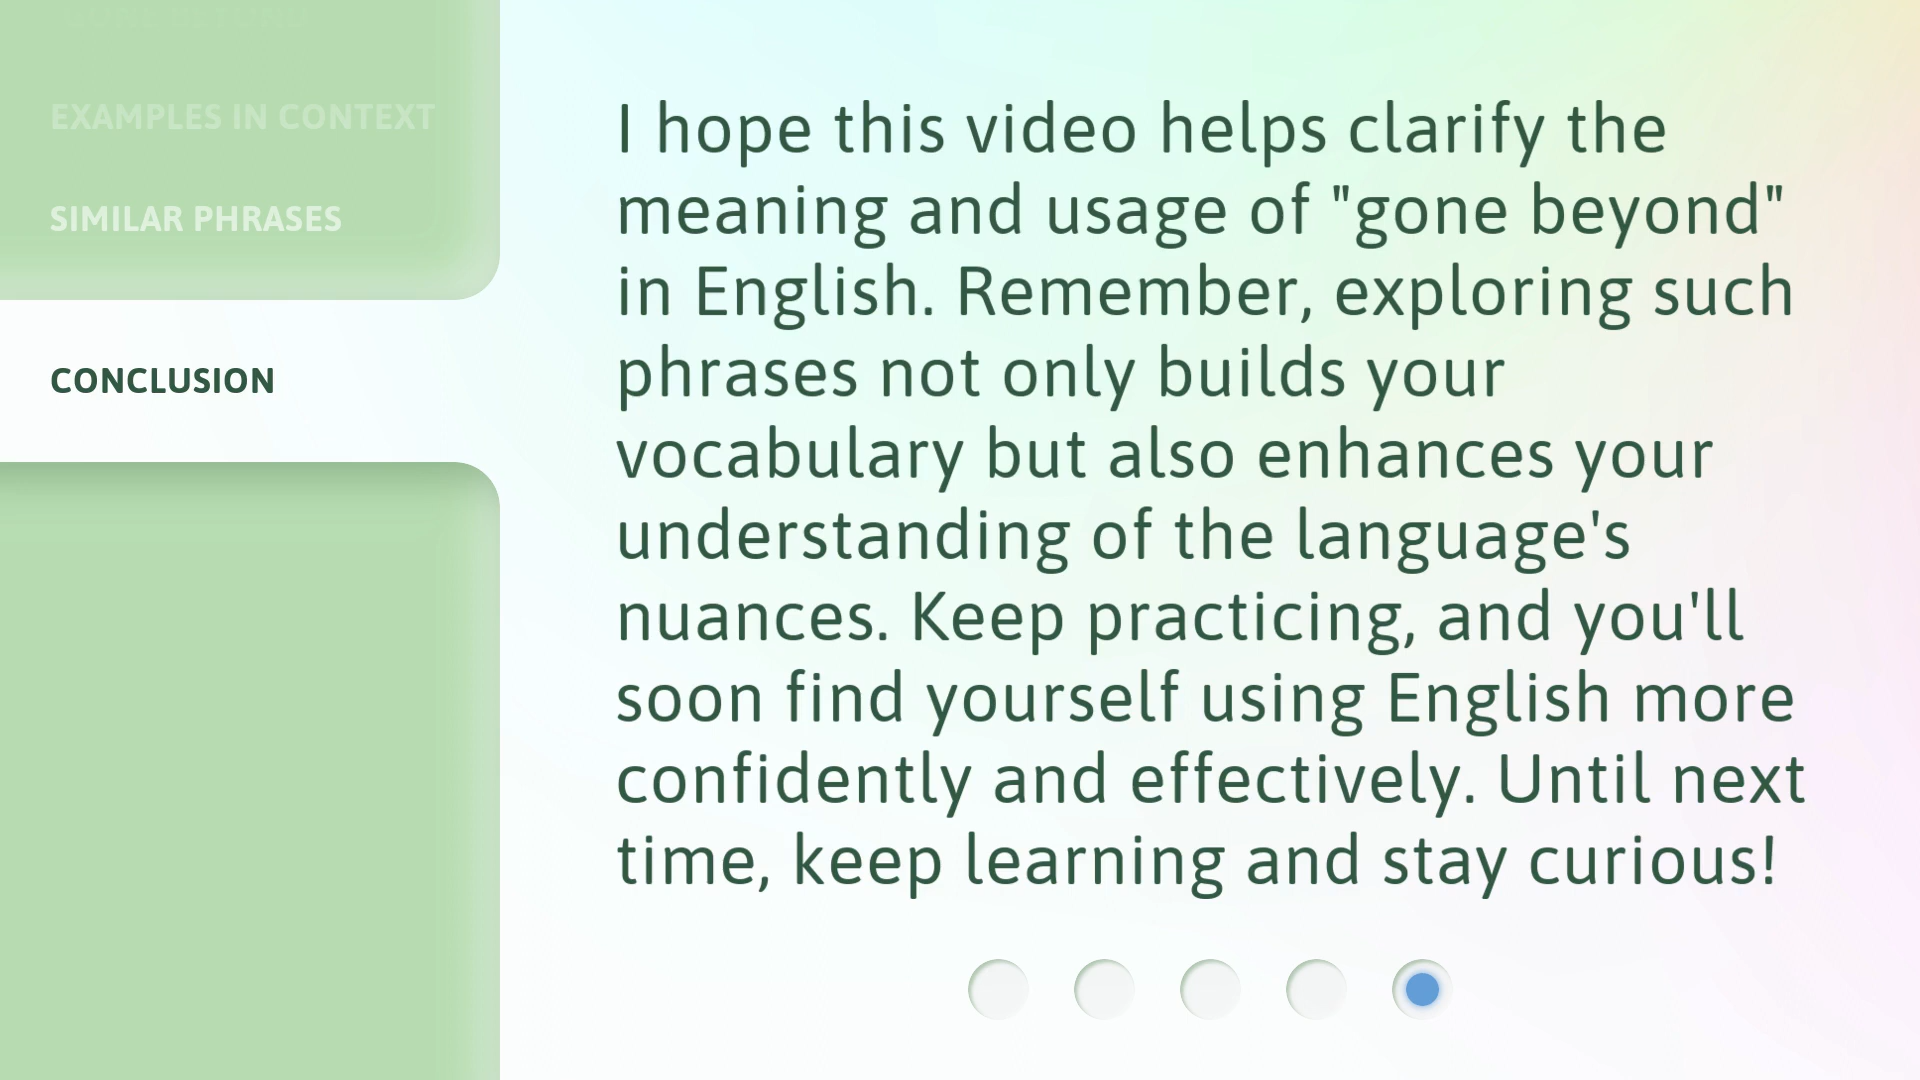 EXAMPLES IN CONTEXT
SIMILAR PHRASES
CONCLUSION
I hope this video helps clarify the
meaning and usage of "gone beyond"
in English. Remember, exploring such
phrases not only builds your
vocabulary but also enhances your
understanding of the language's
nuances. Keep practicing, and you'll
soon find yourself using English more
confidently and effectively. Until next
time, keep learning and stay curious!